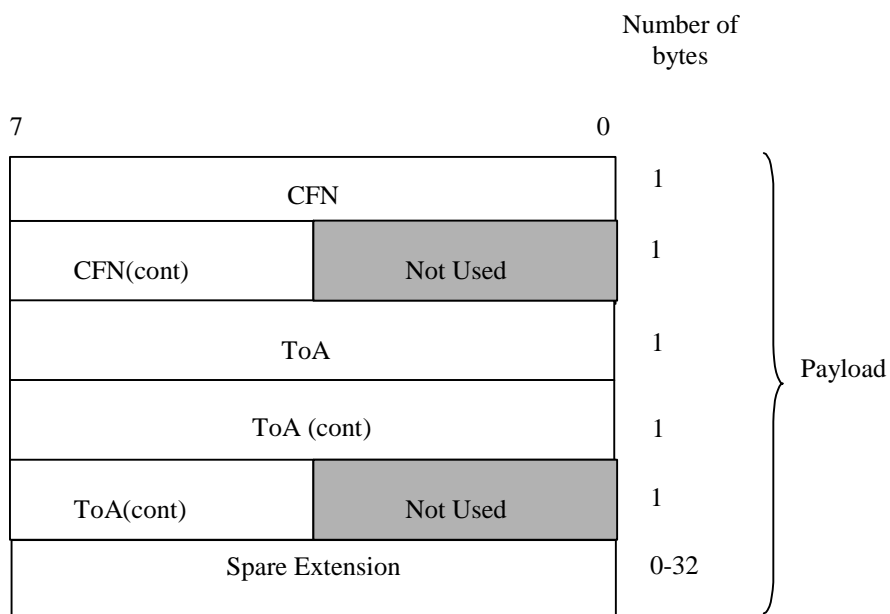 Number of
bytes
7 0
CFN 1
CFN(cont) Not Used 1
ToA 1
Payload
ToA (cont) 1
ToA(cont) Not Used 1
Spare Extension 0-32